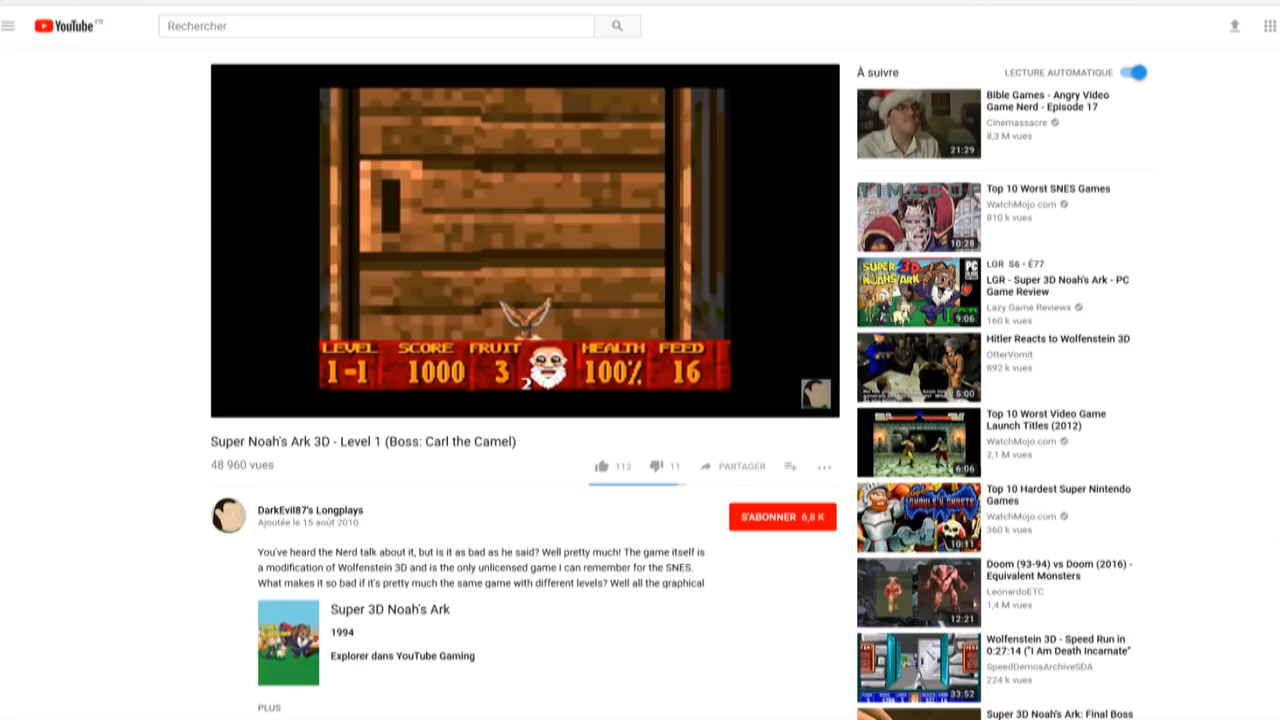 YouTube FR
Rechercher
LEVEL SCORE FRUIT HEALTH FEED
1-1 1000 3 2 100% 16
Super Noah's Ark 3D - Level 1 (Boss: Carl the Camel)
48 960 vues
112 11 PARTAGER
DarkEvil87's Longplays
Ajoutée le 15 août 2010
S'ABONNER 6,8 K
You've heard the Nerd talk about it, but is it as bad as he said? Well pretty much! The game itself is
a modification of Wolfenstein 3D and is the only unlicensed game I can remember for the SNES.
What makes it so bad if it's pretty much the same game with different levels? Well all the graphical
Super 3D Noah's Ark
1994
Explorer dans YouTube Gaming
PLUS
À suivre
LECTURE AUTOMATIQUE
Bible Games - Angry Video
Game Nerd - Episode 17
Cinemassacre
8,3 M vues
21:29
Top 10 Worst SNES Games
WatchMojo.com
810 k vues
10:28
LGR S6 - É77
LGR - Super 3D Noah's Ark - PC
Game Review
Lazy Game Reviews
160 k vues
SUPER 3D
NOAH'S ARK
PC
9:06
Hitler Reacts to Wolfenstein 3D
OtterVomit
892 k vues
5:00
Top 10 Worst Video Game
Launch Titles (2012)
WatchMojo.com
2,1 M vues
6:06
Top 10 Hardest Super Nintendo
Games
WatchMojo.com
360 k vues
10:11
Doom (93-94) vs Doom (2016) -
Equivalent Monsters
LeonardoETC
1,4 M vues
12:21
Wolfenstein 3D - Speed Run in
0:27:14 ("I Am Death Incarnate"
SpeedDemosArchiveSDA
224 k vues
33:52
Super 3D Noah's Ark: Final Boss